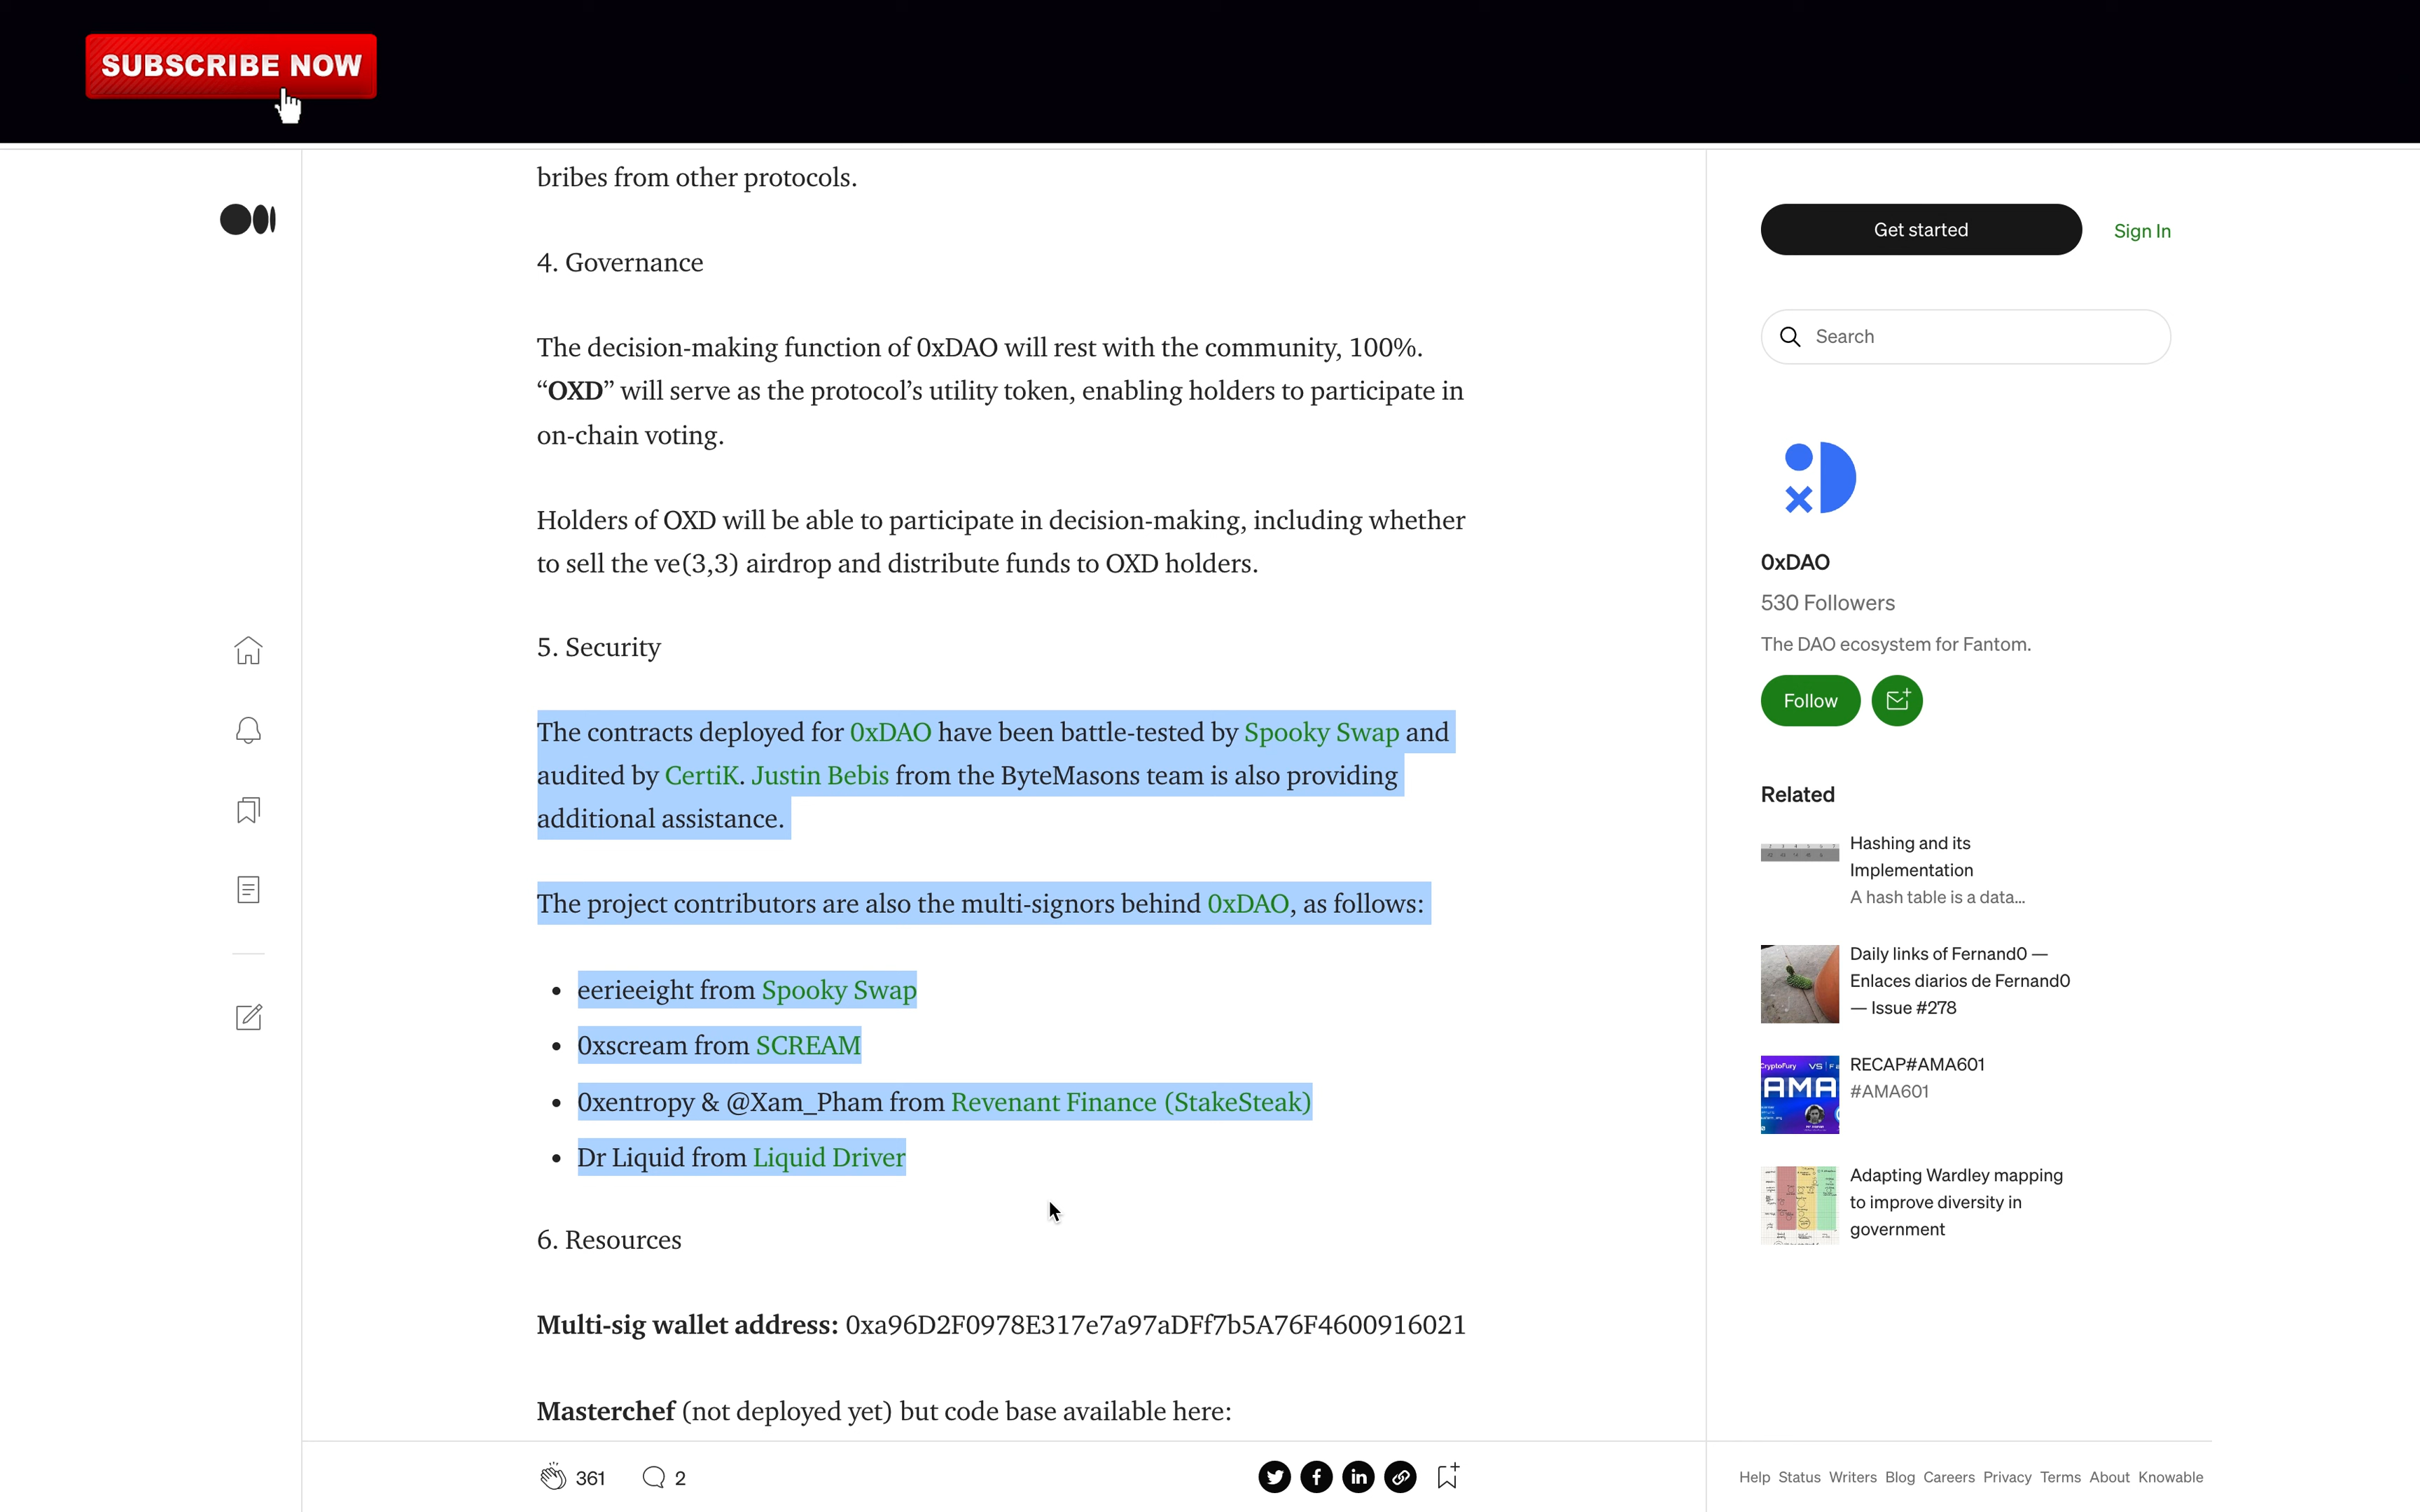 SUBSCRIBE NOW
bribes from other protocols.
4. Governance
The decision-making function of 0xDAO will rest with the community, 100%.
“OXD” will serve as the protocol’s utility token, enabling holders to participate in
on-chain voting.
Holders of OXD will be able to participate in decision-making, including whether
to sell the ve(3,3) airdrop and distribute funds to OXD holders.
5. Security
The contracts deployed for 0xDAO have been battle-tested by Spooky Swap and
audited by CertiK. Justin Bebis from the ByteMasons team is also providing
additional assistance.
The project contributors are also the multi-signors behind 0xDAO, as follows:
• eerieeight from Spooky Swap
• 0xscream from SCREAM
• 0xentropy & @Xam_Pham from Revenant Finance (StakeSteak)
• Dr Liquid from Liquid Driver
6. Resources
Multi-sig wallet address: 0xa96D2F0978E317e7a97aDFf7b5A76F4600916021
Masterchef (not deployed yet) but code base available here:
361
2
Get started
Sign In
Search
0xDAO
530 Followers
The DAO ecosystem for Fantom.
Follow
Related
Hashing and its
Implementation
A hash table is a data...
Daily links of Fernand0 —
Enlaces diarios de Fernand0
— Issue #278
CryptoFury VS
AMA
RECAP#AMA601
#AMA601
Adapting Wardley mapping
to improve diversity in
government
Help Status Writers Blog Careers Privacy Terms About Knowable